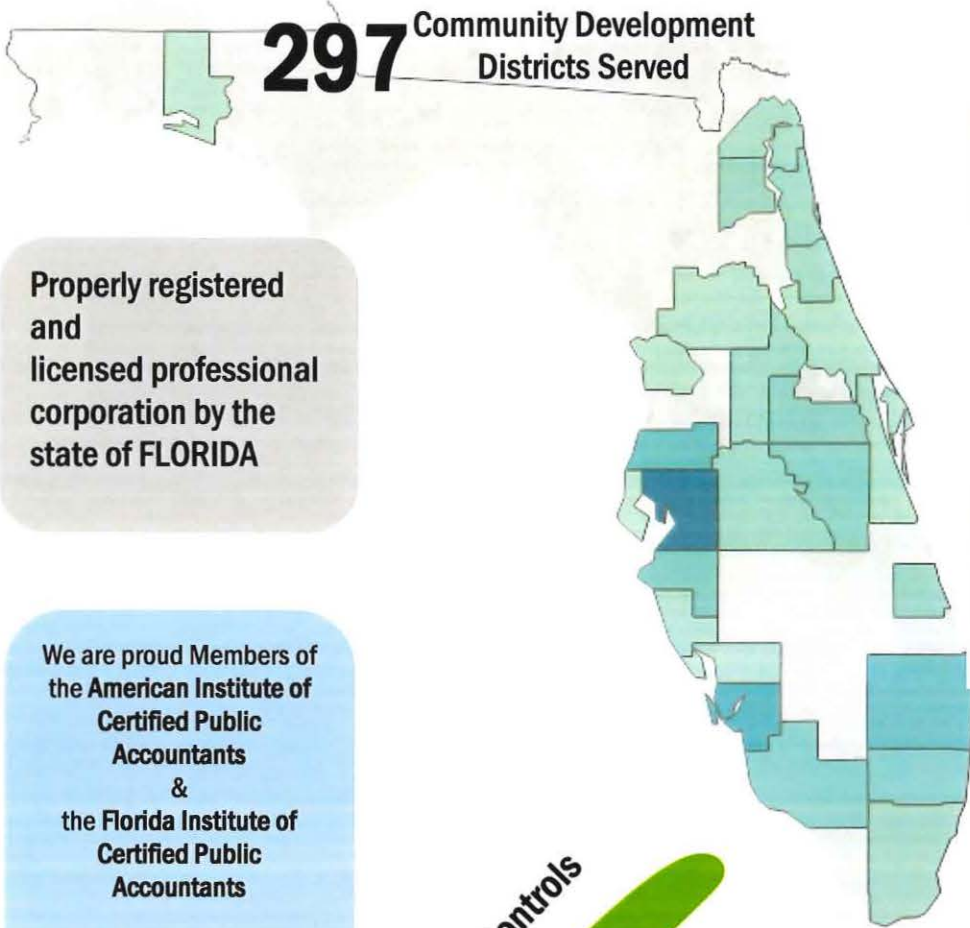 297
Community Development
Districts Served
Properly registered
and
licensed professional
corporation by the
state of FLORIDA
We are proud Members of
the American Institute of
Certified Public
Accountants
&
the Florida Institute of
Certified Public
Accountants